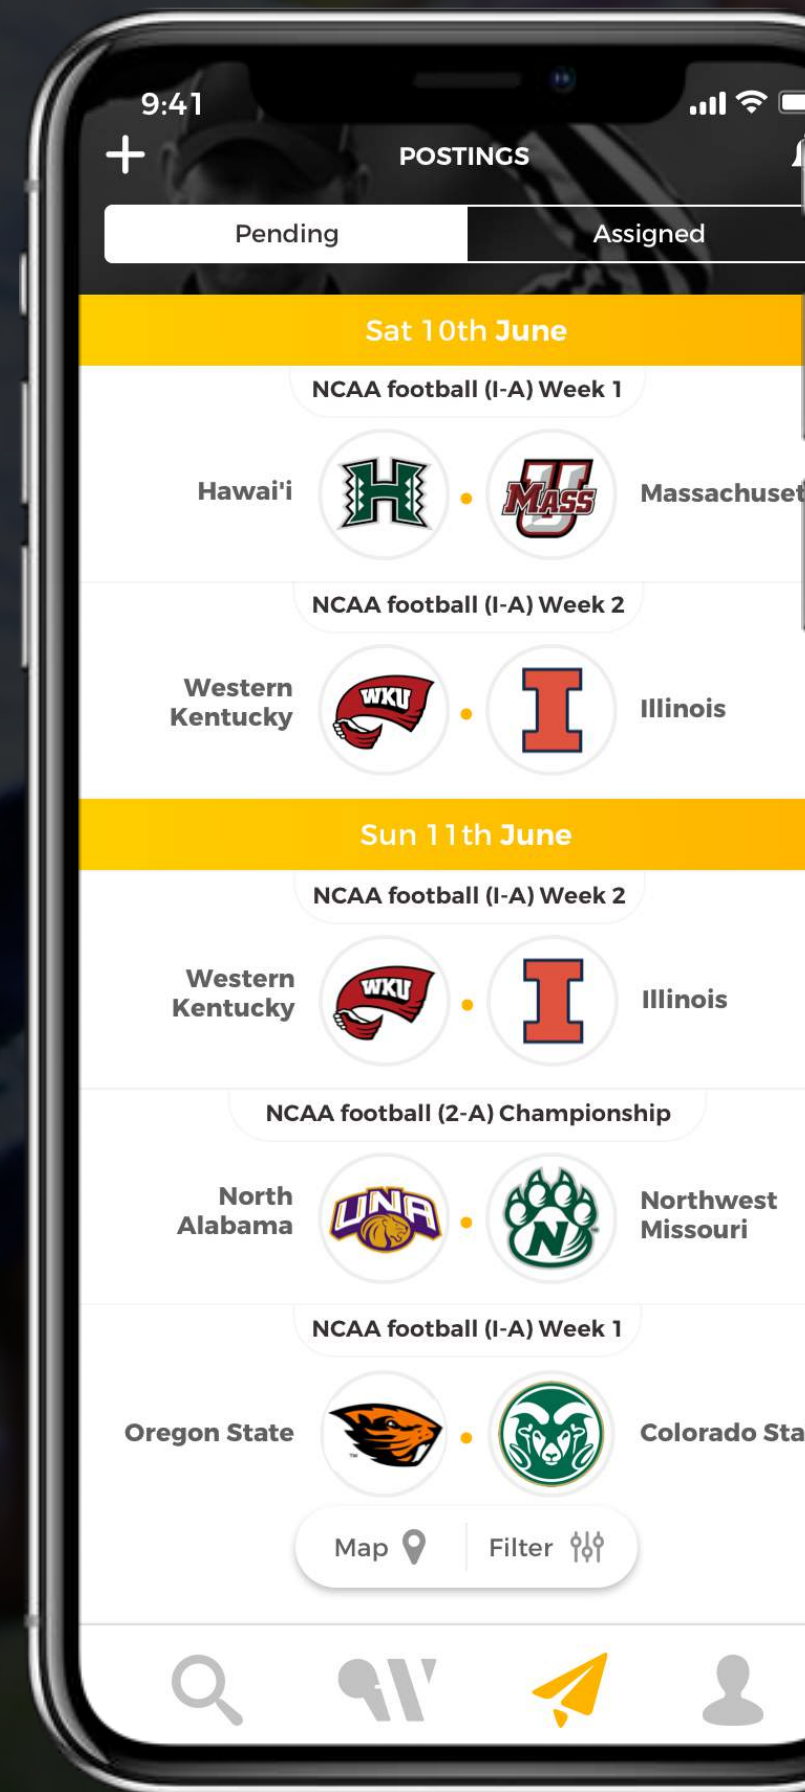 9:41
POSTINGS
Pending
Assigned
Sat 10th June
NCAA football (I-A) Week 1
Hawai'i
H
U
MASS
NCAA football (I-A) Week 2
Western
Kentucky
WKU
I
Illinois
Sun 11th June
NCAA football (I-A) Week 2
Western
Kentucky
WKU
I
Illinois
NCAA football (2-A) Championship
North
Alabama
UNA
N
Northwest
Missouri
NCAA football (I-A) Week 1
Oregon State
TM
Colorado
Map
Filter
W